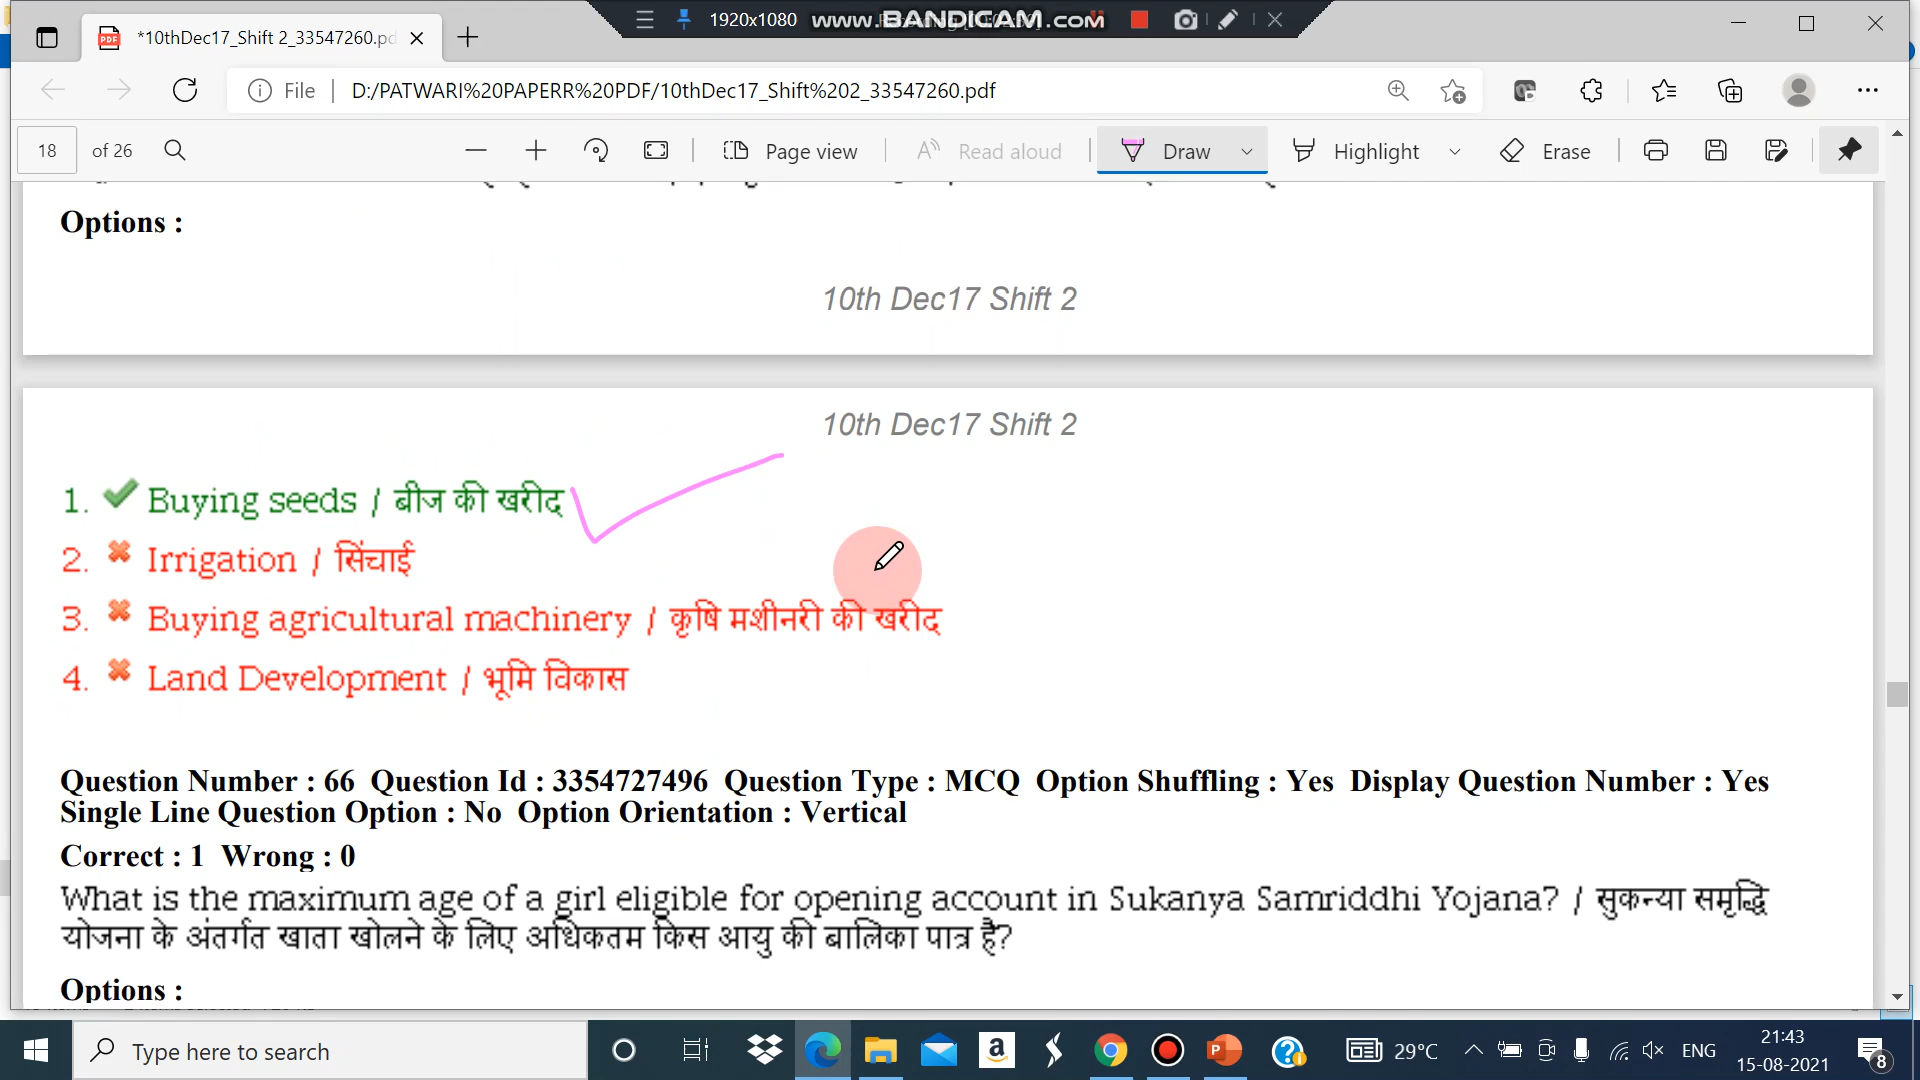 1920x1080 www.BANDICAM.com
*10thDec17_Shift 2_33547260.pd
File D:/PATWARI%20PAPERR%20PDF/10thDec17_Shift%202_33547260.pdf
18 of 26 Page view Read aloud Draw Highlight Erase
Options :
10th Dec17 Shift 2
10th Dec17 Shift 2
1. Buying seeds / बीज की खरीद
2. Irrigation / सिंचाई
3. Buying agricultural machinery / कृषि मशीनरी की खरीद
4. Land Development / भूमि विकास
Question Number : 66 Question Id : 3354727496 Question Type : MCQ Option Shuffling : Yes Display Question Number : Yes
Single Line Question Option : No Option Orientation : Vertical
Correct : 1 Wrong : 0
What is the maximum age of a girl eligible for opening account in Sukanya Samriddhi Yojana? / सुकन्या समृद्धि
योजना के अंतर्गत खाता खोलने के लिए अधिकतम किस आयु की बालिका पात्र है?
Options :
Type here to search 29°C ENG 21:43
15-08-2021 8